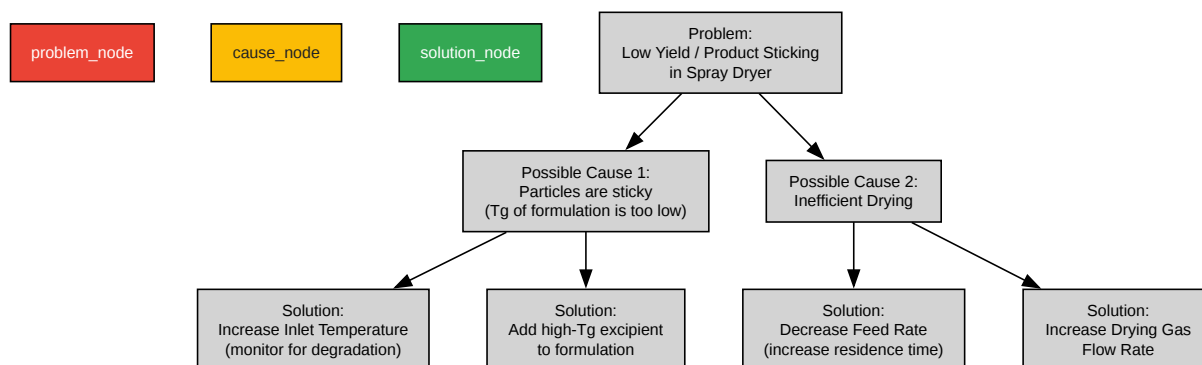 problem_node
cause_node
solution_node
Problem:
Low Yield / Product Sticking
in Spray Dryer
Possible Cause 1:
Particles are sticky
(Tg of formulation is too low)
Possible Cause 2:
Inefficient Drying
Solution:
Increase Inlet Temperature
(monitor for degradation)
Solution:
Add high-Tg excipient
to formulation
Solution:
Decrease Feed Rate
(increase residence time)
Solution:
Increase Drying Gas
Flow Rate